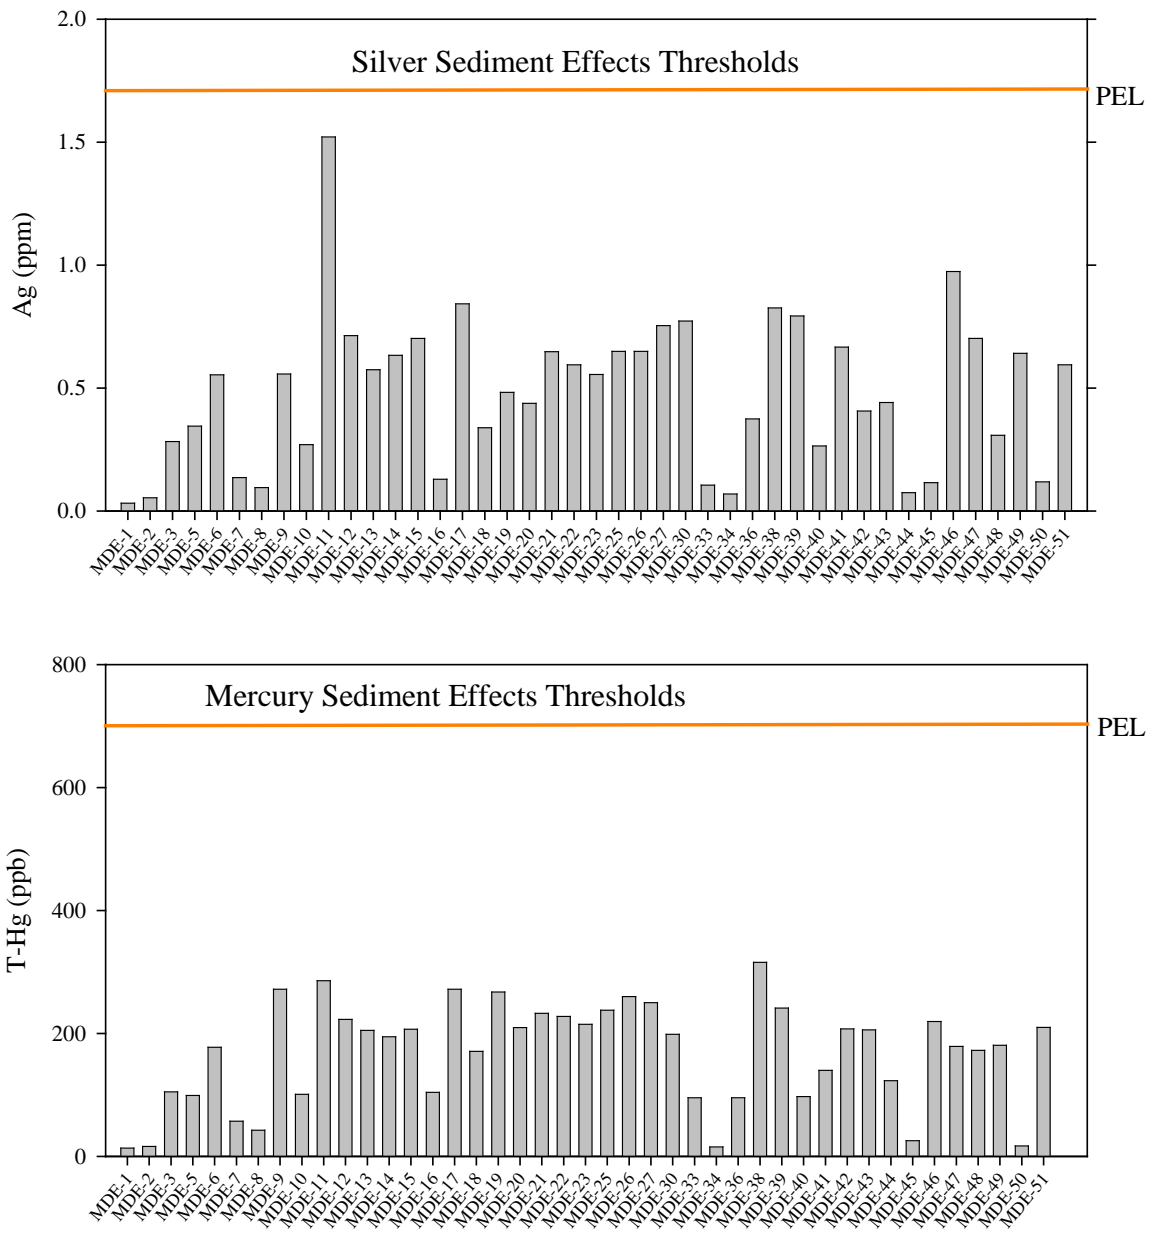 2.0
Silver Sediment Effects Thresholds
PEL
1.5
1.0
0.5
0.0
Ag (ppm)
MDE-1 MDE-2 MDE-3 MDE-5 MDE-6 MDE-7 MDE-8 MDE-9 MDE-10 MDE-11 MDE-12 MDE-13 MDE-14 MDE-15 MDE-16 MDE-17 MDE-18 MDE-19 MDE-20 MDE-21 MDE-22 MDE-23 MDE-25 MDE-26 MDE-27 MDE-30 MDE-33 MDE-34 MDE-36 MDE-38 MDE-39 MDE-40 MDE-41 MDE-42 MDE-43 MDE-44 MDE-45 MDE-46 MDE-47 MDE-48 MDE-49 MDE-50 MDE-51
800
Mercury Sediment Effects Thresholds
PEL
600
400
200
0
T-Hg (ppb)
MDE-1 MDE-2 MDE-3 MDE-5 MDE-6 MDE-7 MDE-8 MDE-9 MDE-10 MDE-11 MDE-12 MDE-13 MDE-14 MDE-15 MDE-16 MDE-17 MDE-18 MDE-19 MDE-20 MDE-21 MDE-22 MDE-23 MDE-25 MDE-26 MDE-27 MDE-30 MDE-33 MDE-34 MDE-36 MDE-38 MDE-39 MDE-40 MDE-41 MDE-42 MDE-43 MDE-44 MDE-45 MDE-46 MDE-47 MDE-48 MDE-49 MDE-50 MDE-51